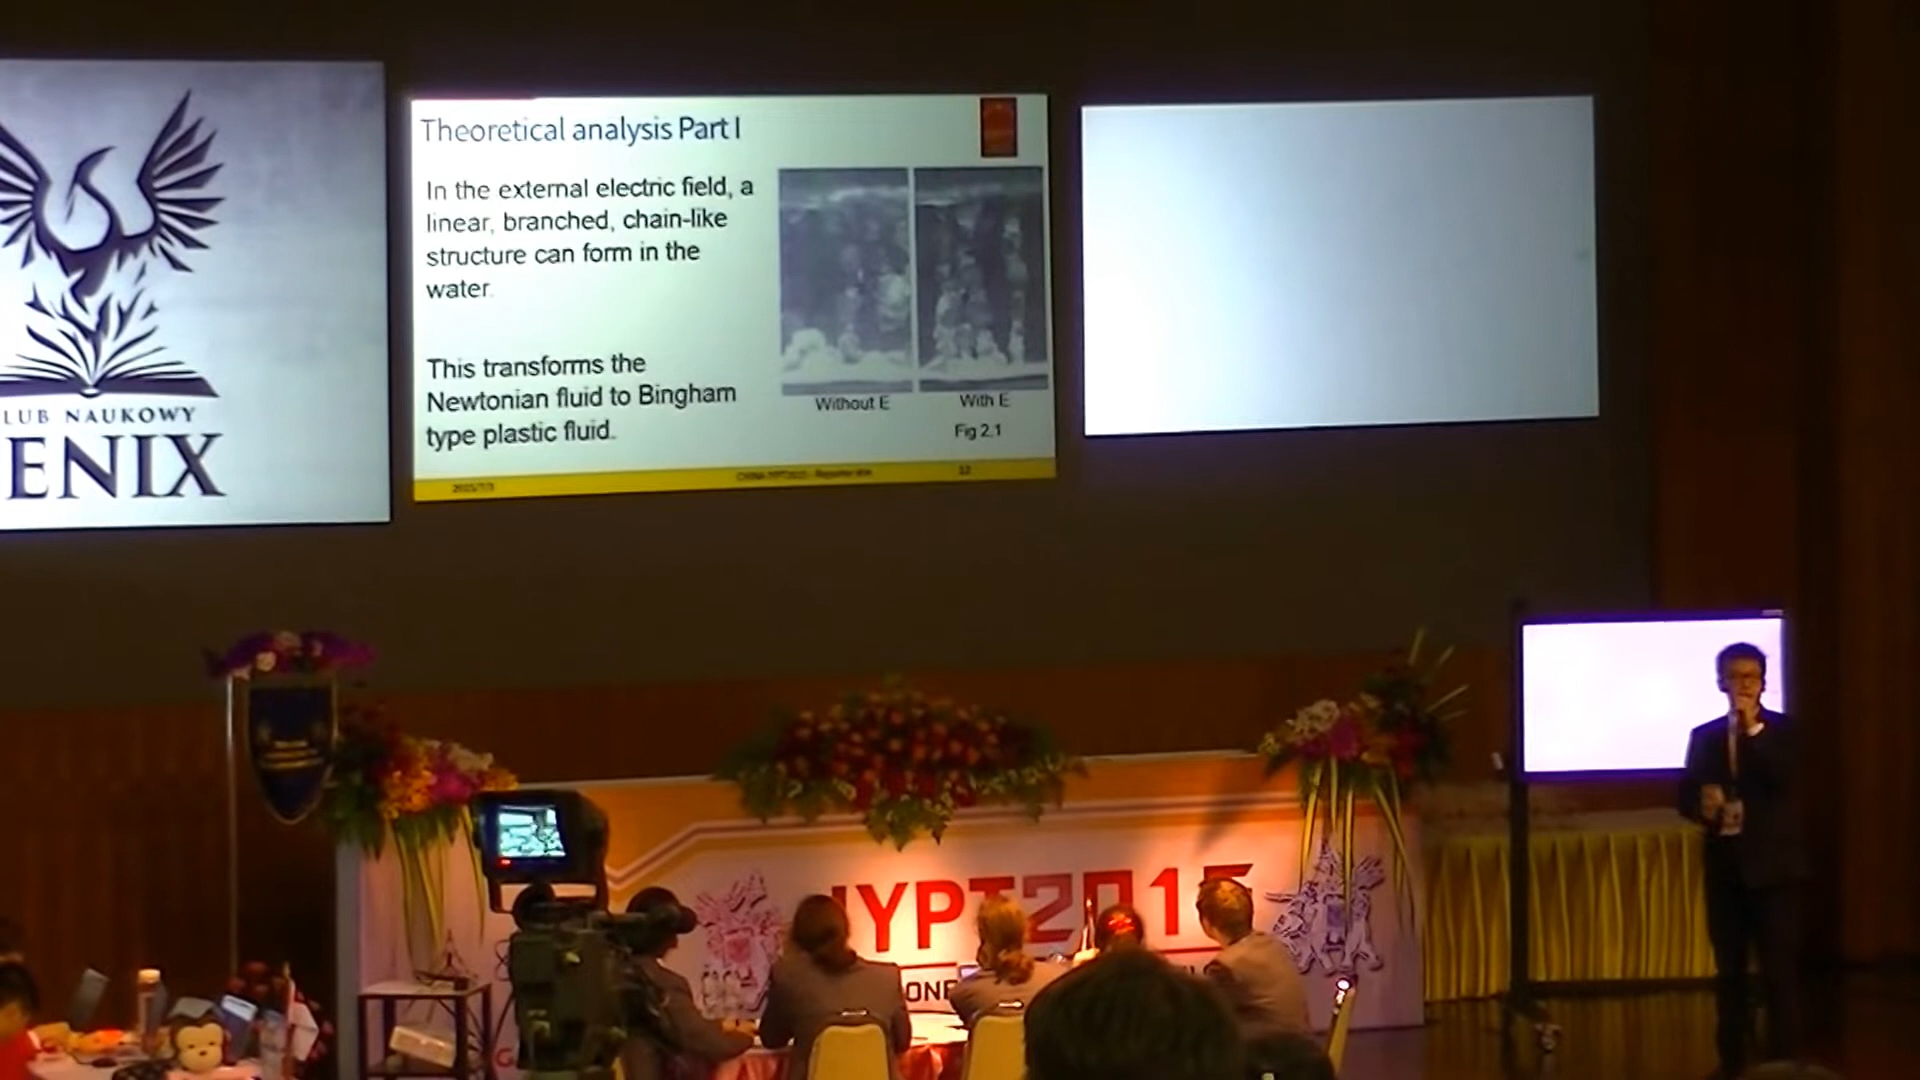 LUB NAUKOWY
ENIX
Theoretical analysis Part I
In the external electric field, a
linear, branched, chain-like
structure can form in the
water.
This transforms the
Newtonian fluid to Bingham
type plastic fluid.
Without E
With E
Fig 2.1
12
IYPT2015